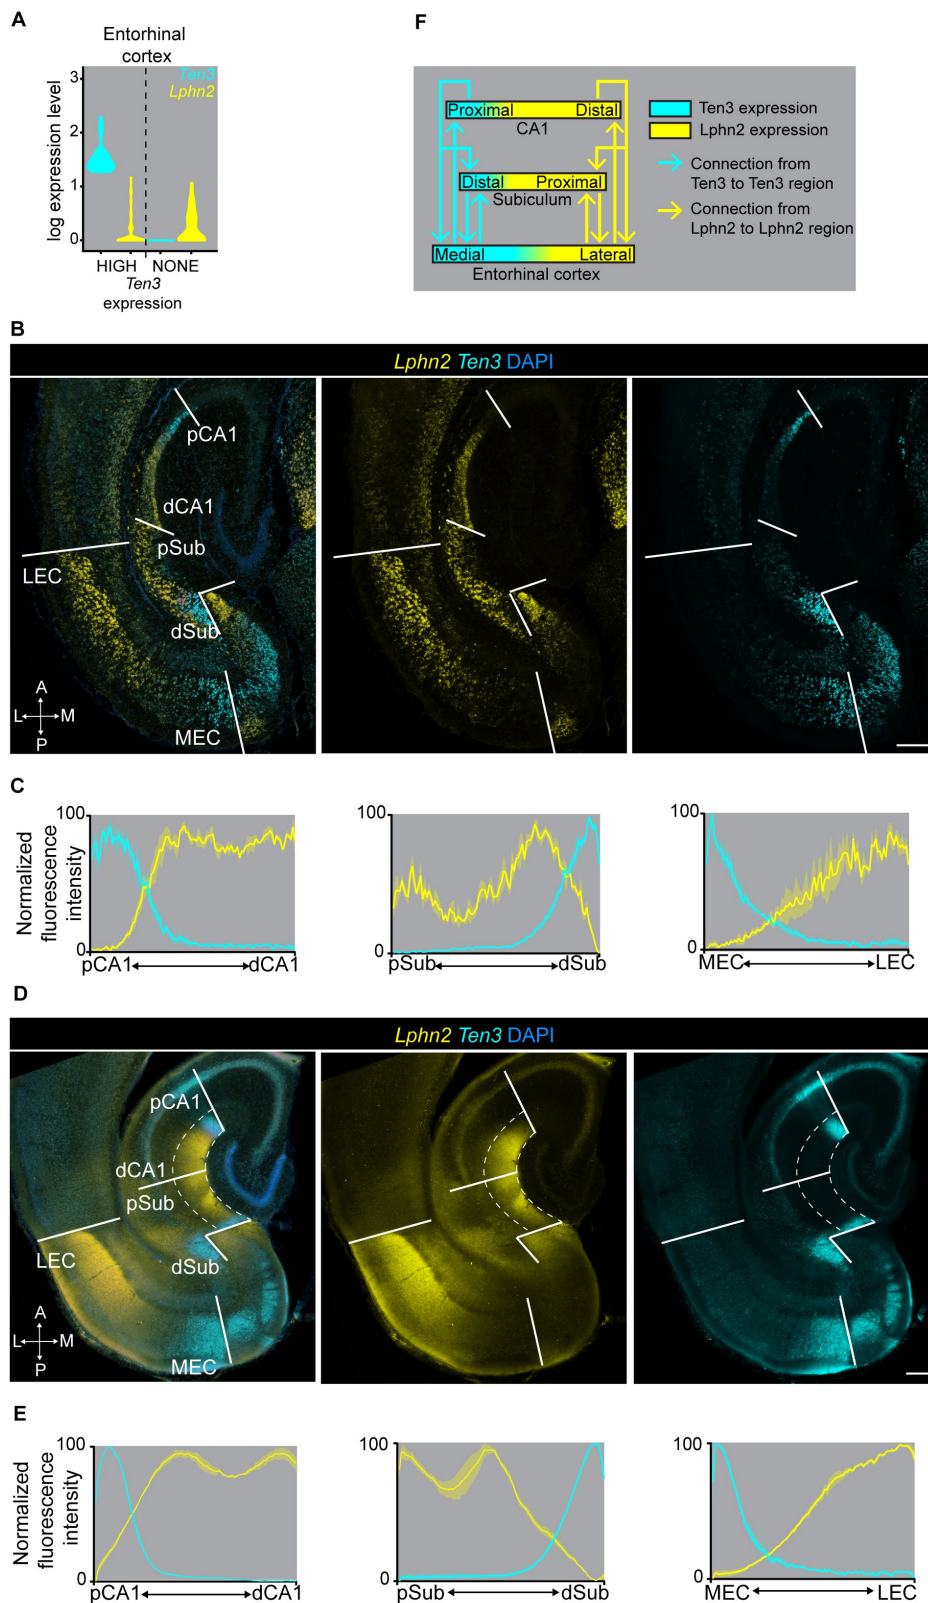 A
Entorhinal
cortex
Ten3
Lphn2
log expression level
3
2
1
0
HIGH
NONE
Ten3
expression
F
Proximal
Distal
CA1
Distal
Proximal
Subiculum
Medial
Lateral
Entorhinal cortex
Ten3 expression
Lphn2 expression
Connection from
Ten3 to Ten3 region
Connection from
Lphn2 to Lphn2 region
B
Lphn2 Ten3 DAPI
pCA1
dCA1
pSub
LEC
dSub
MEC
A
L
M
P
C
Normalized
fluorescence
intensity
100
0
pCA1
dCA1
100
0
pSub
dSub
100
0
MEC
LEC
D
Lphn2 Ten3 DAPI
pCA1
dCA1
pSub
LEC
dSub
MEC
A
L
M
P
E
Normalized
fluorescence
intensity
100
0
pCA1
dCA1
100
0
pSub
dSub
100
0
MEC
LEC